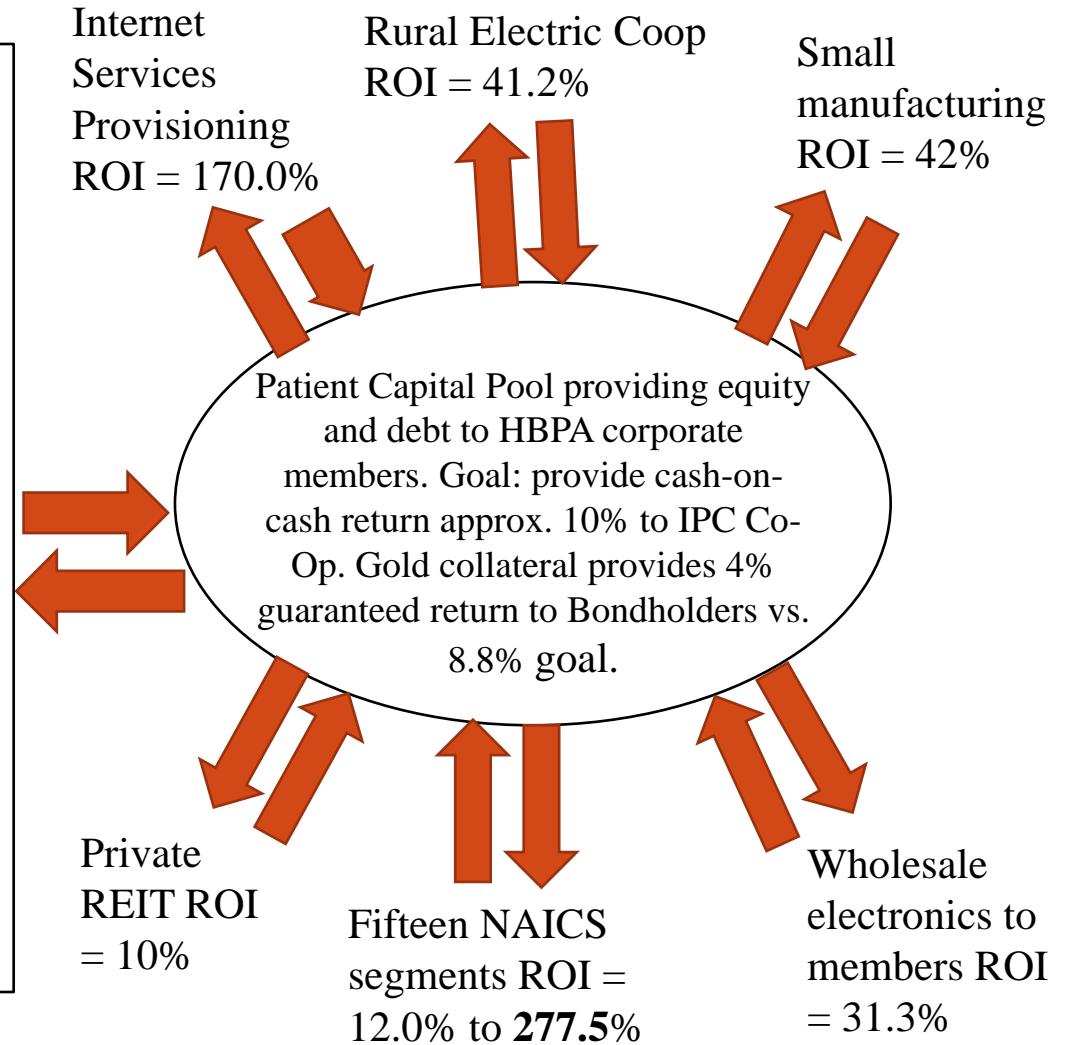 Internet
Services
Provisioning
ROI = 170.0%
Rural Electric Coop
ROI = 41.2%
Small
manufacturing
ROI = 42%
Patient Capital Pool providing equity
and debt to HBPA corporate
members. Goal: provide cash-on-
cash return approx. 10% to IPC Co-
Op. Gold collateral provides 4%
guaranteed return to Bondholders vs.
8.8% goal.
Private
REIT ROI
= 10%
Fifteen NAICS
segments ROI =
12.0% to 277.5%
Wholesale
electronics to
members ROI
= 31.3%